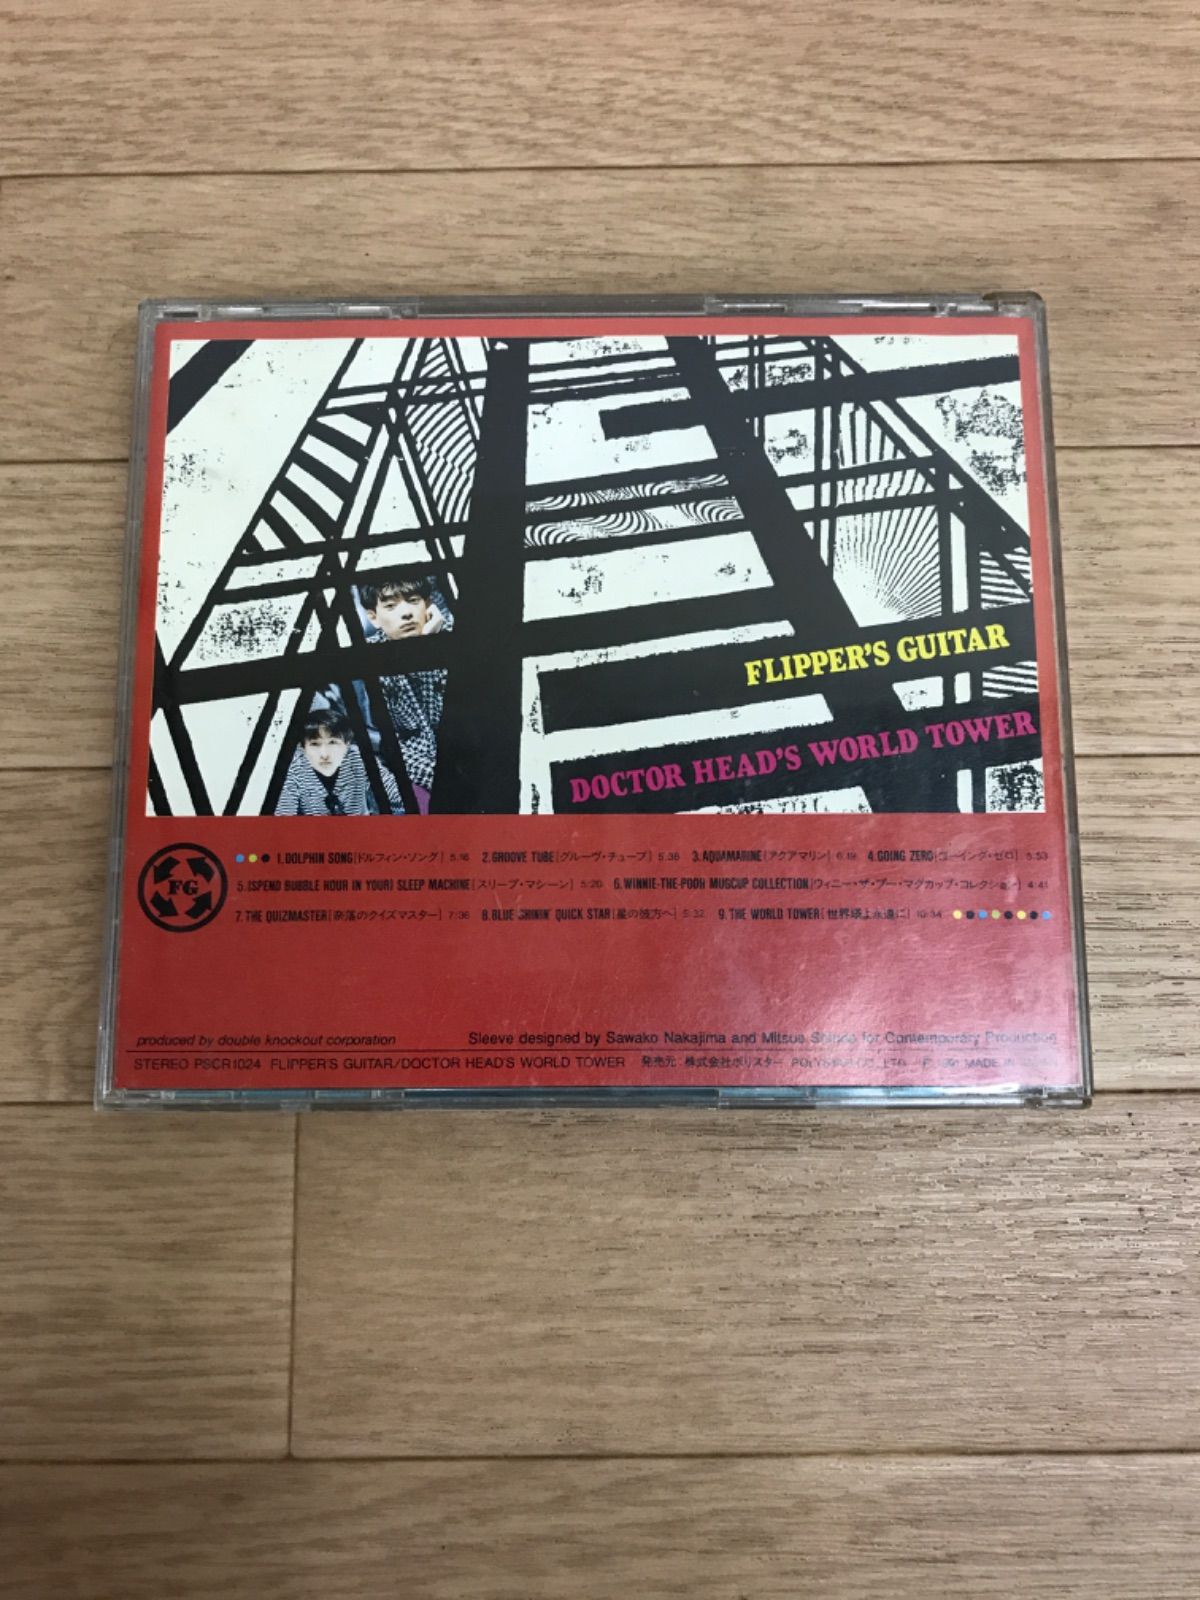 FLIPPER'S GUITAR
DOCTOR HEAD'S WORLD TOWER
FG
1.DOLPHIN SONG[ドルフィン・ソング] 5:16 2.GROOVE TUBE[グルーヴ・チューブ] 5:36 3.AQUAMARINE[アクアマリン] 6:19 4.GOING ZERO[ゴーイング・ゼロ] 5:53
5.(SPEND BUBBLE HOUR IN YOUR) SLEEP MACHINE[スリープ・マシーン] 5:20 6.WINNIE-THE-POOH MUGCUP COLLECTION[ウィニー・ザ・プー・マグカップ・コレクション] 4:41
7.THE QUIZMASTER[奈落のクイズマスター] 7:36 8.BLUE SHININ' QUICK STAR[星の彼方へ] 5:32 9.THE WORLD TOWER[世界塔よ永遠に] 10:34
produced by double knockout corporation
Sleeve designed by Sawako Nakajima and Mitsuo Shindo for Contemporary Production
STEREO PSCR1024 FLIPPER'S GUITAR/DOCTOR HEAD'S WORLD TOWER 発売元:株式会社ポリスター POLYSTAR CO., LTD. 1991 MADE IN